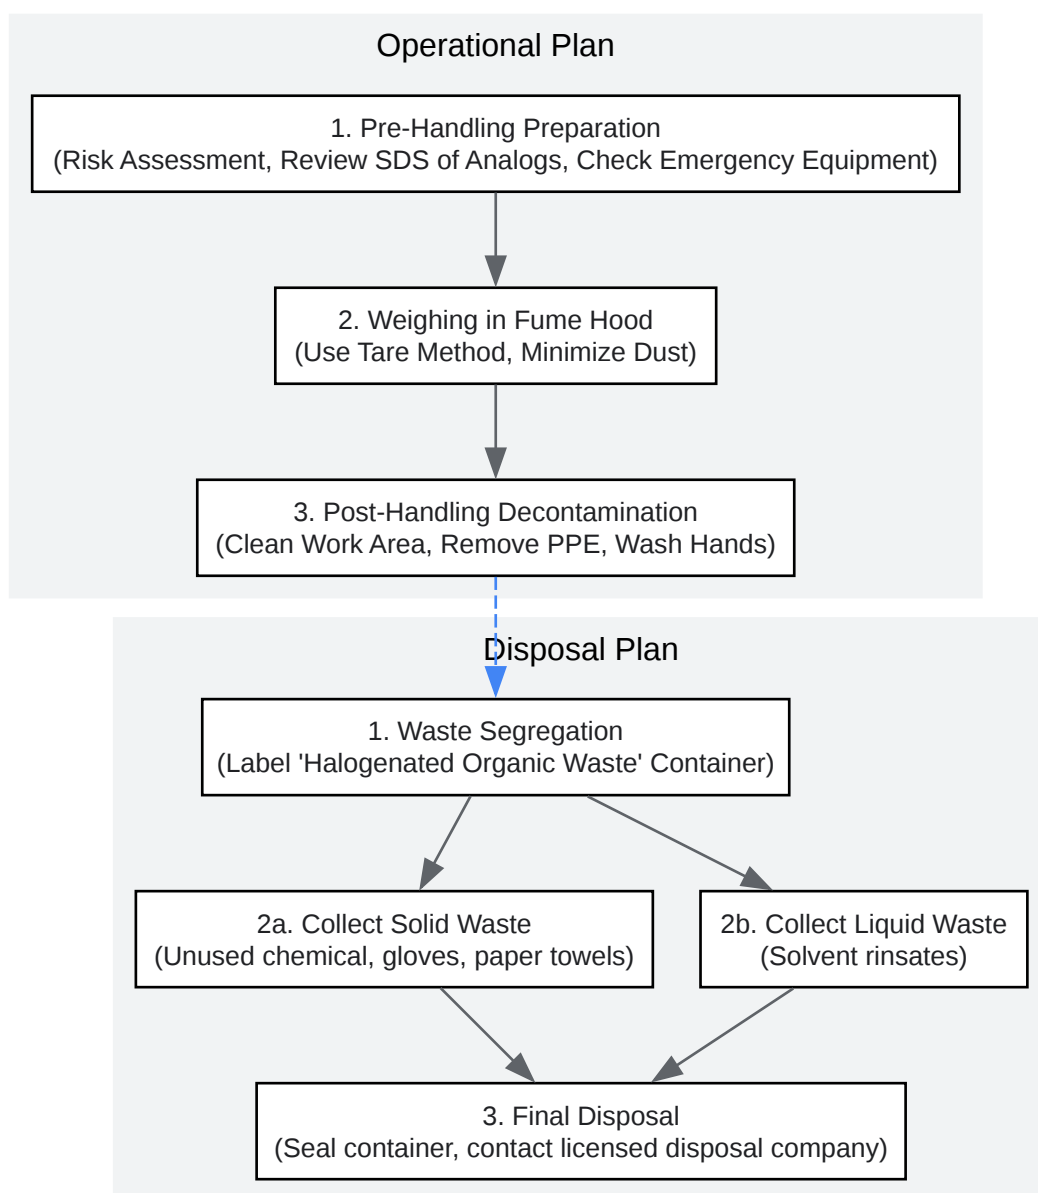 Operational Plan
1. Pre-Handling Preparation
(Risk Assessment, Review SDS of Analogs, Check Emergency Equipment)
2. Weighing in Fume Hood
(Use Tare Method, Minimize Dust)
3. Post-Handling Decontamination
(Clean Work Area, Remove PPE, Wash Hands)
Disposal Plan
1. Waste Segregation
(Label 'Halogenated Organic Waste' Container)
2a. Collect Solid Waste
(Unused chemical, gloves, paper towels)
2b. Collect Liquid Waste
(Solvent rinsates)
3. Final Disposal
(Seal container, contact licensed disposal company)